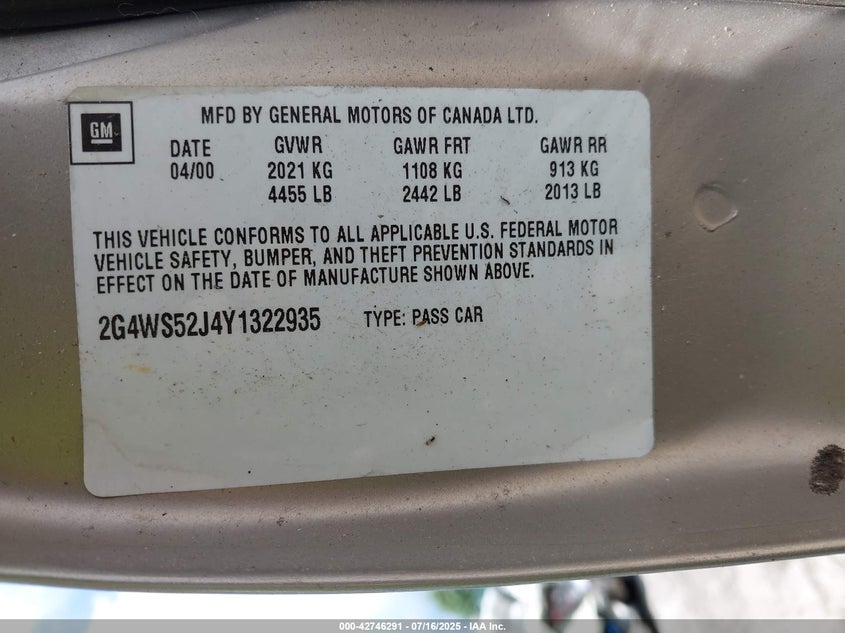 MFD BY GENERAL MOTORS OF CANADA LTD.
GM
DATE GVWR GAWR FRT GAWR RR
04/00 2021 KG 1108 KG 913 KG
4455 LB 2442 LB 2013 LB
THIS VEHICLE CONFORMS TO ALL APPLICABLE U.S. FEDERAL MOTOR
VEHICLE SAFETY, BUMPER, AND THEFT PREVENTION STANDARDS IN
EFFECT ON THE DATE OF MANUFACTURE SHOWN ABOVE.
2G4WS52J4Y1322935 TYPE: PASS CAR
000-42746291 - 07/16/2025 - IAA Inc.